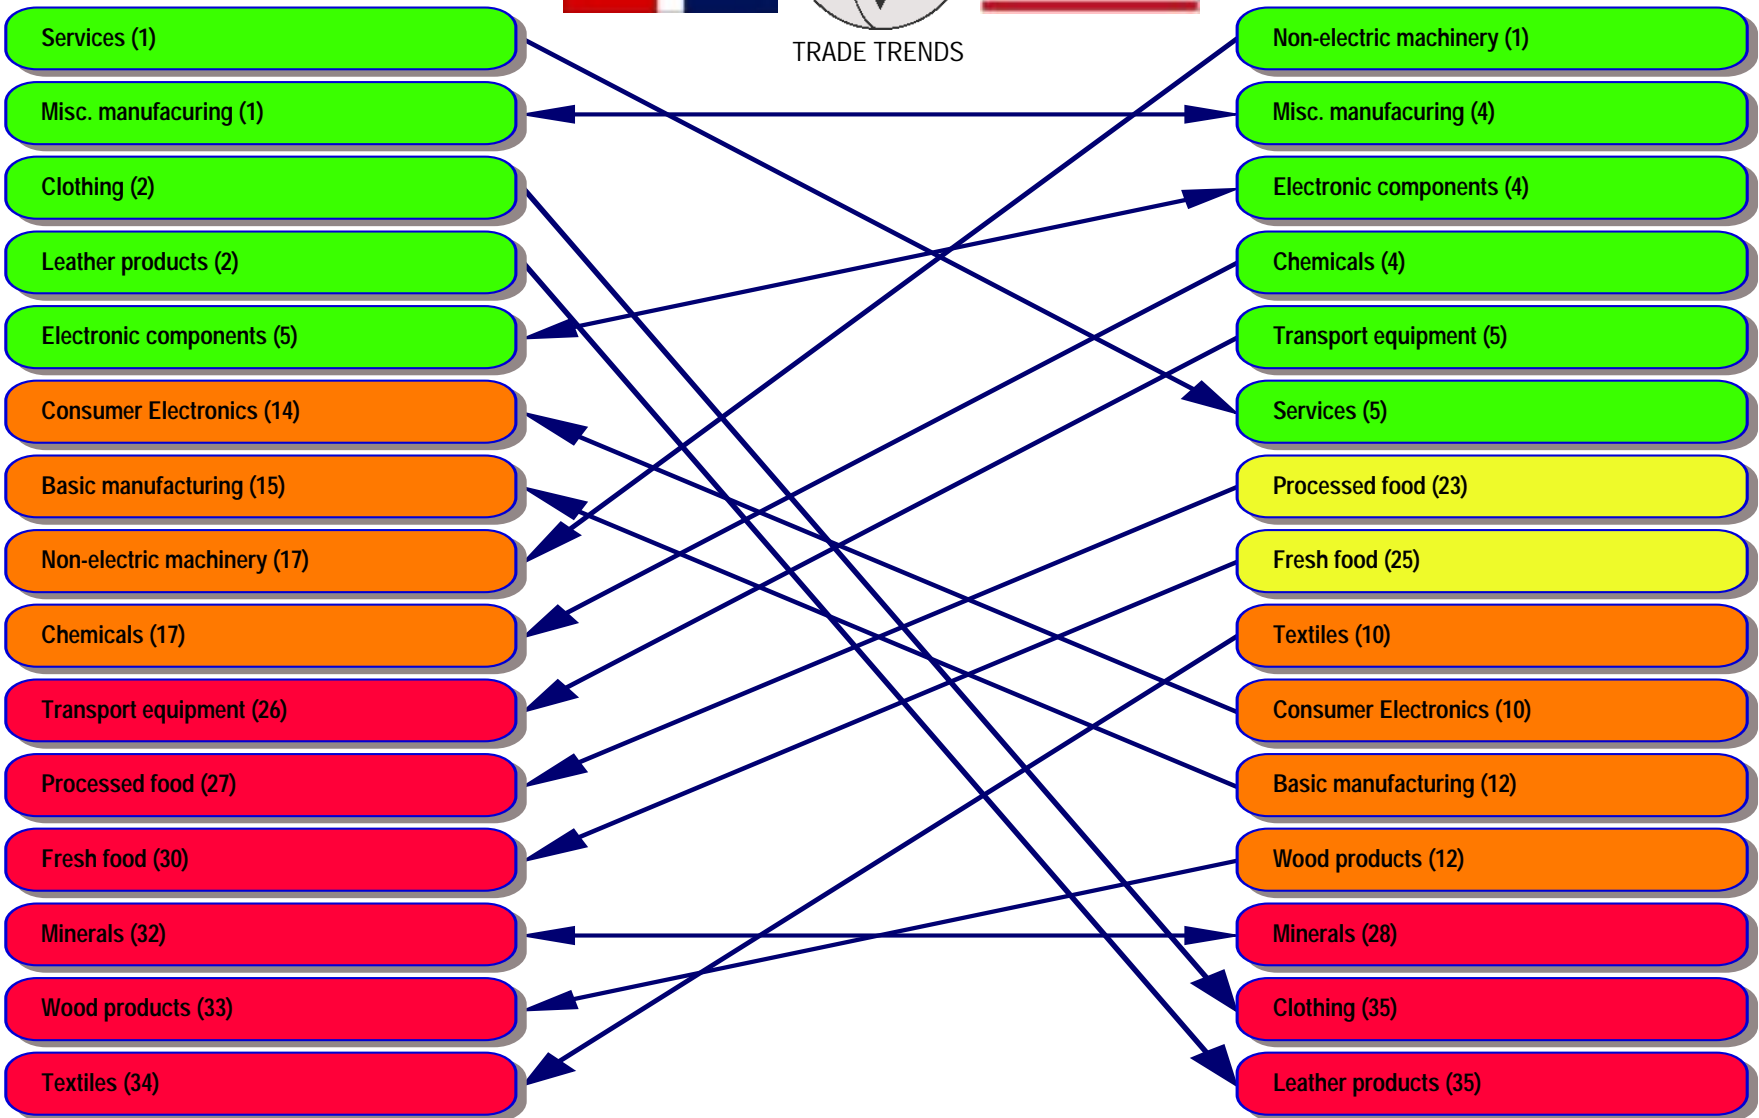 TRADE TRENDS
Services (1)
Misc. manufacuring (1)
Clothing (2)
Leather products (2)
Electronic components (5)
Consumer Electronics (14)
Basic manufacturing (15)
Non-electric machinery (17)
Chemicals (17)
Transport equipment (26)
Processed food (27)
Fresh food (30)
Minerals (32)
Wood products (33)
Textiles (34)
Non-electric machinery (1)
Misc. manufacuring (4)
Electronic components (4)
Chemicals (4)
Transport equipment (5)
Services (5)
Processed food (23)
Fresh food (25)
Textiles (10)
Consumer Electronics (10)
Basic manufacturing (12)
Wood products (12)
Minerals (28)
Clothing (35)
Leather products (35)